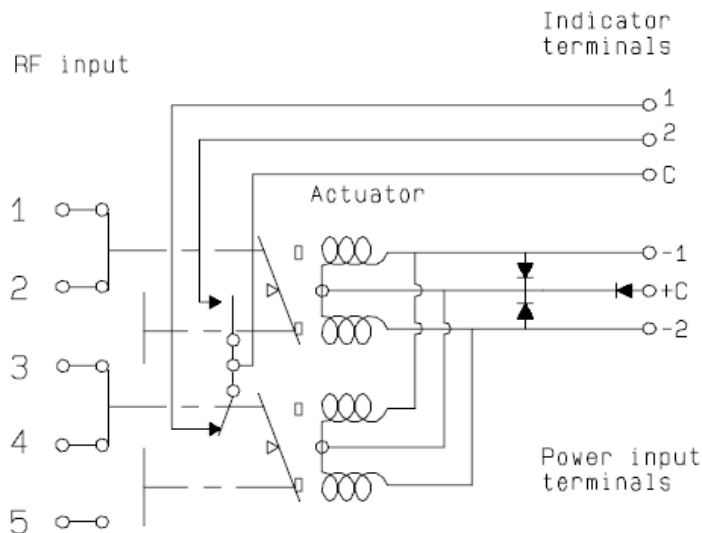 Indicator
terminals
RF input
1
2
C
Actuator
1
2
3
4
5
-1
+C
-2
Power input
terminals